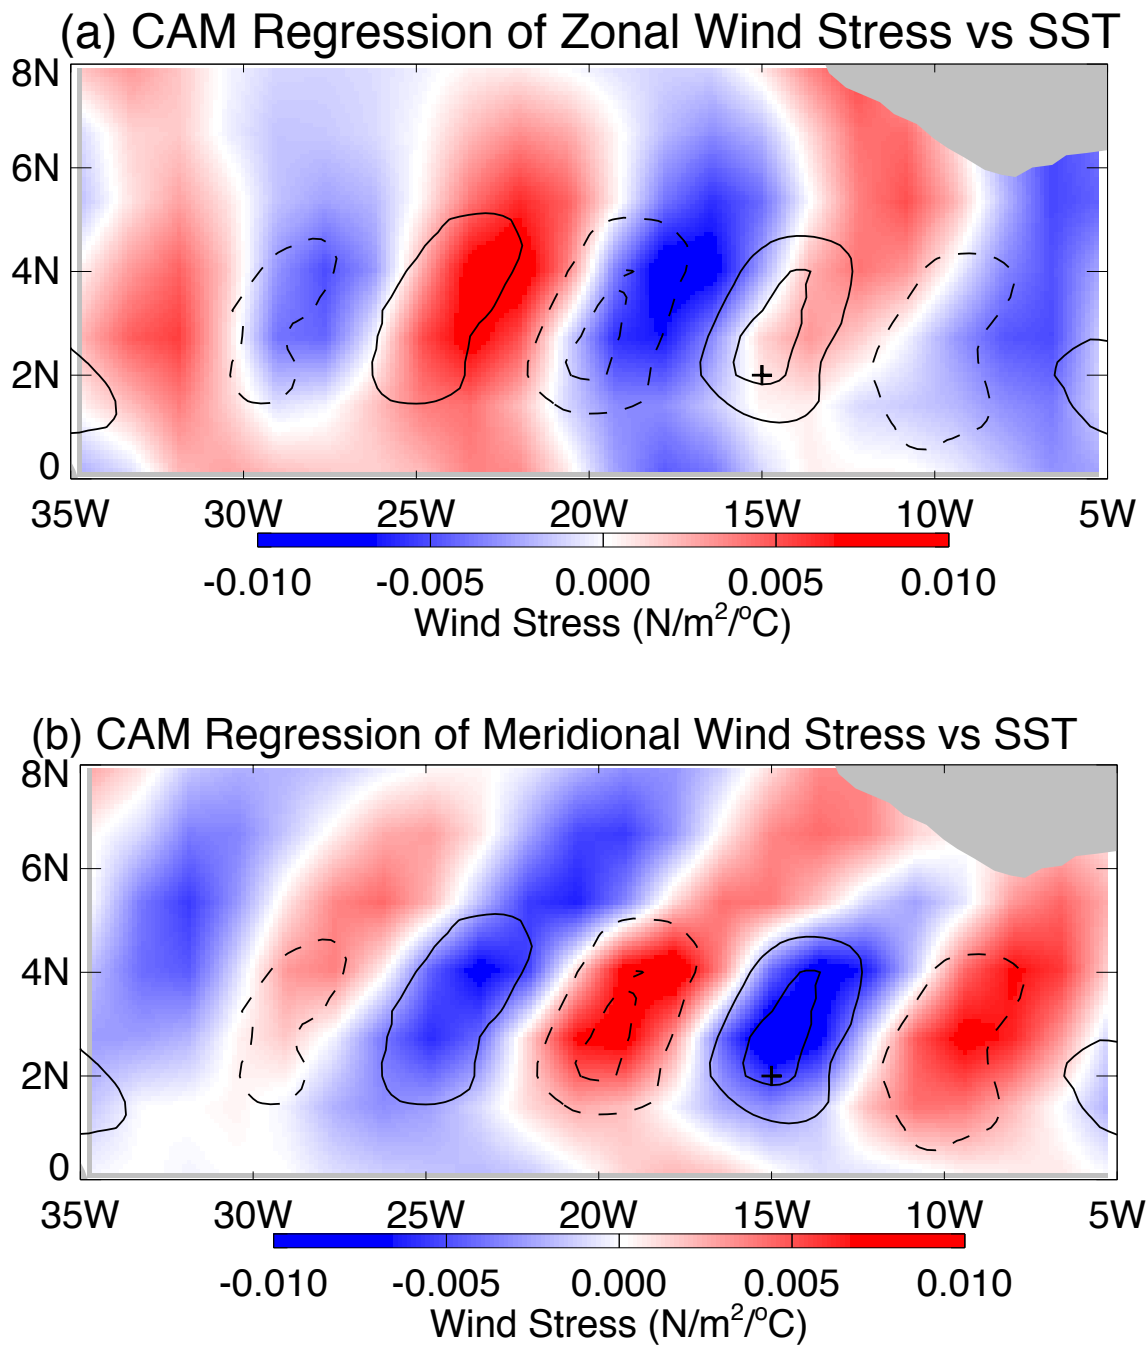 (a) CAM Regression of Zonal Wind Stress vs SST
8N
6N
4N
2N
0
35W 30W 25W 20W 15W 10W 5W
-0.010 -0.005 0.000 0.005 0.010
Wind Stress (N/m²/ºC)
(b) CAM Regression of Meridional Wind Stress vs SST
8N
6N
4N
2N
0
35W 30W 25W 20W 15W 10W 5W
-0.010 -0.005 0.000 0.005 0.010
Wind Stress (N/m²/ºC)